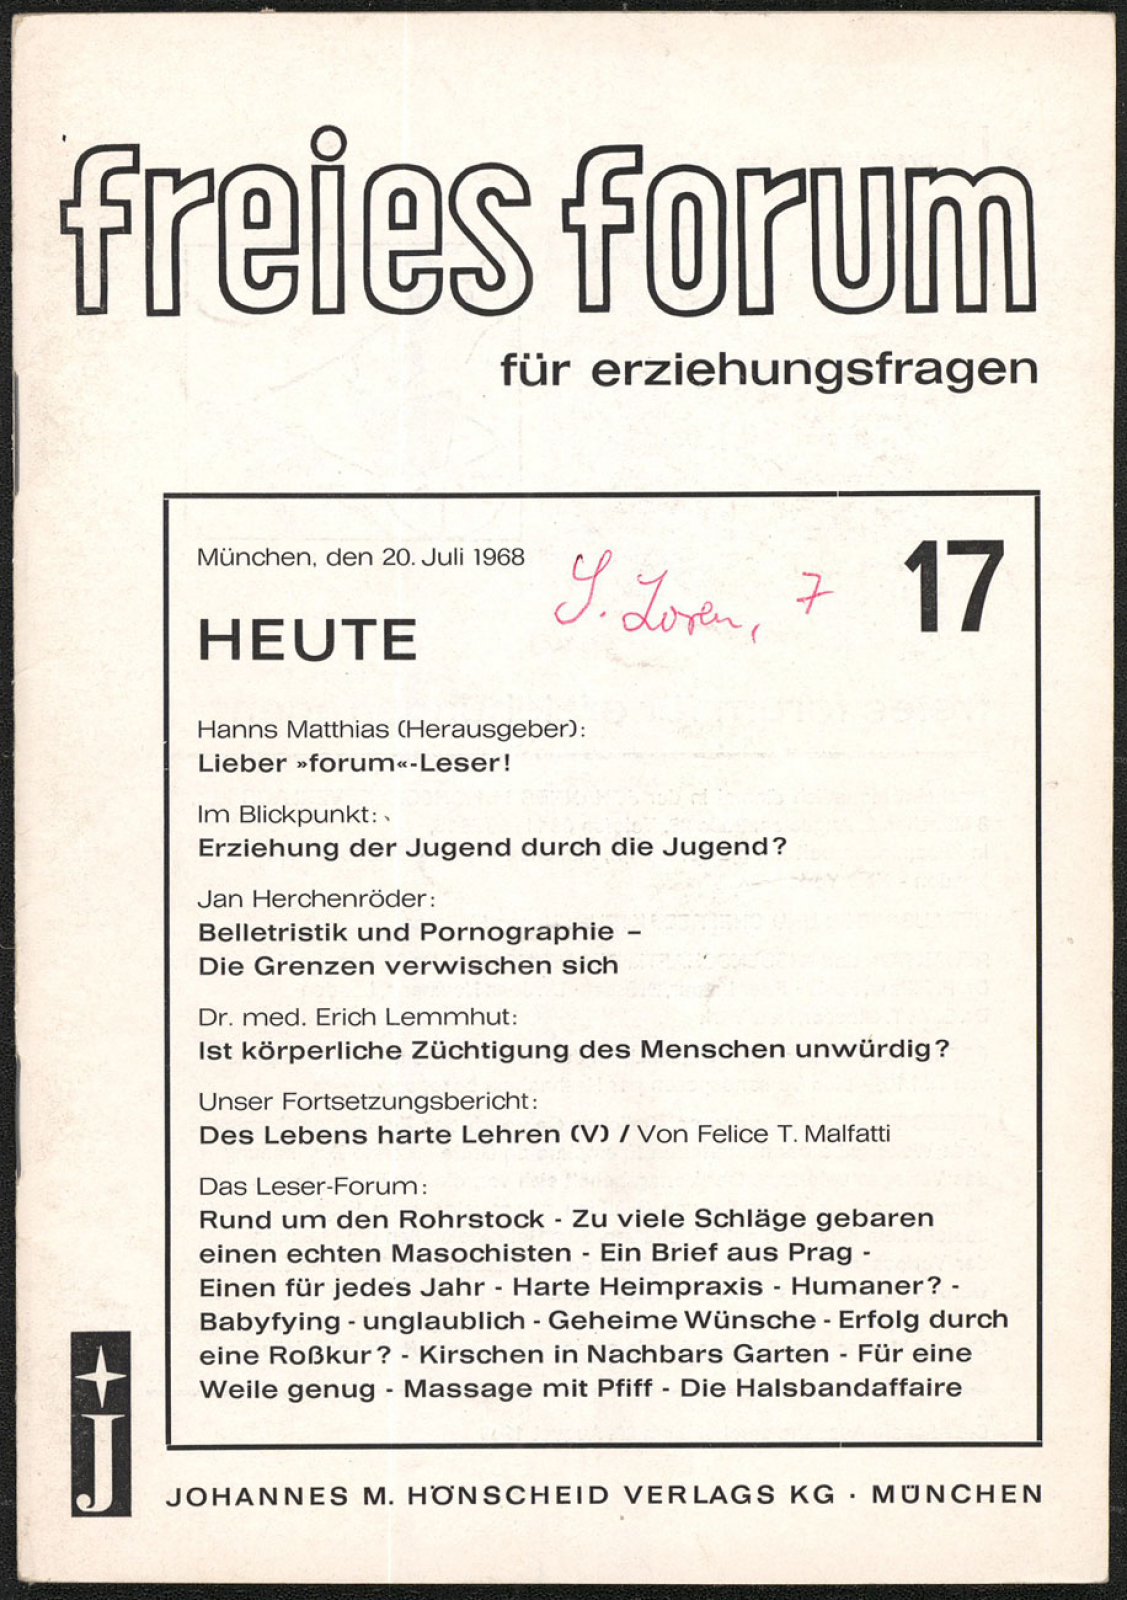 freies forum
für erziehungsfragen
München, den 20. Juli 1968
S. Loren, 7
17
HEUTE
Hanns Matthias (Herausgeber):
Lieber »forum«-Leser!
Im Blickpunkt:
Erziehung der Jugend durch die Jugend?
Jan Herchenröder:
Belletristik und Pornographie –
Die Grenzen verwischen sich
Dr. med. Erich Lemmhut:
Ist körperliche Züchtigung des Menschen unwürdig?
Unser Fortsetzungsbericht:
Des Lebens harte Lehren (V) / Von Felice T. Malfatti
Das Leser-Forum:
Rund um den Rohrstock - Zu viele Schläge gebaren
einen echten Masochisten - Ein Brief aus Prag -
Einen für jedes Jahr - Harte Heimpraxis - Humaner? -
Babyfying - unglaublich - Geheime Wünsche - Erfolg durch
eine Roßkur? - Kirschen in Nachbars Garten - Für eine
Weile genug - Massage mit Pfiff - Die Halsbandaffaire
J
JOHANNES M. HÖNSCHEID VERLAGS KG · MÜNCHEN